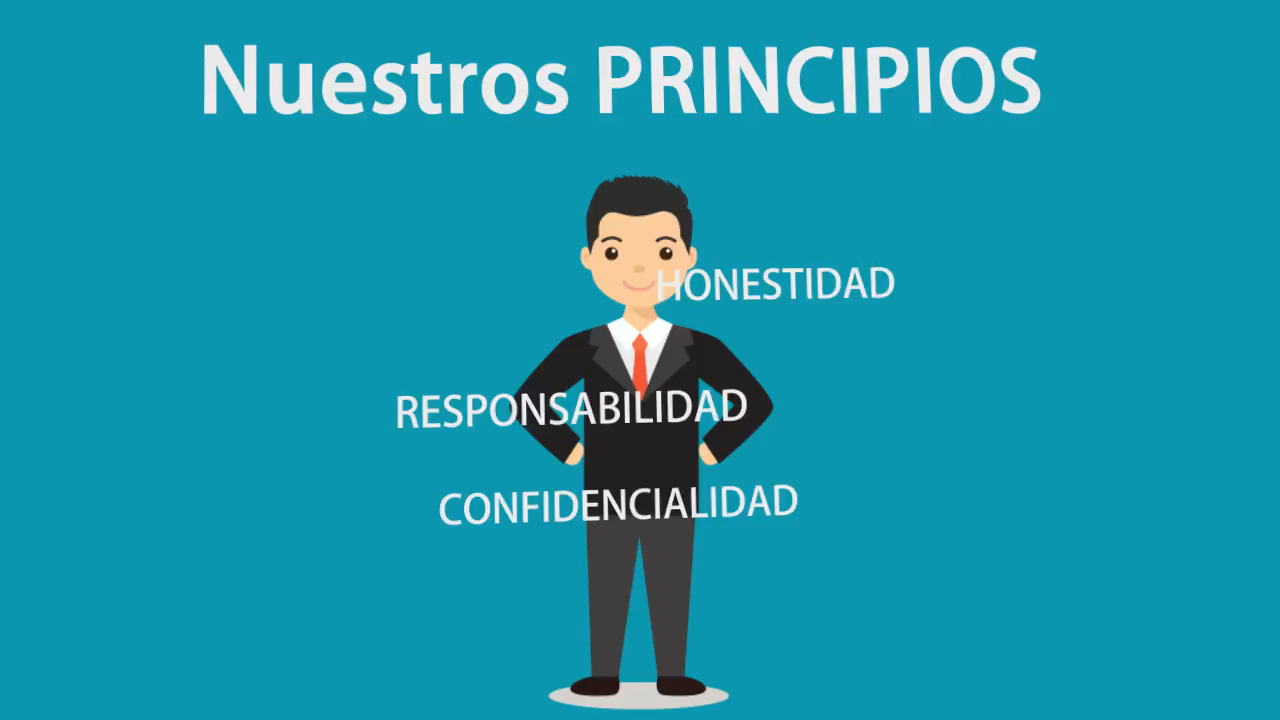 Nuestros PRINCIPIOS
HONESTIDAD
RESPONSABILIDAD
CONFIDENCIALIDAD